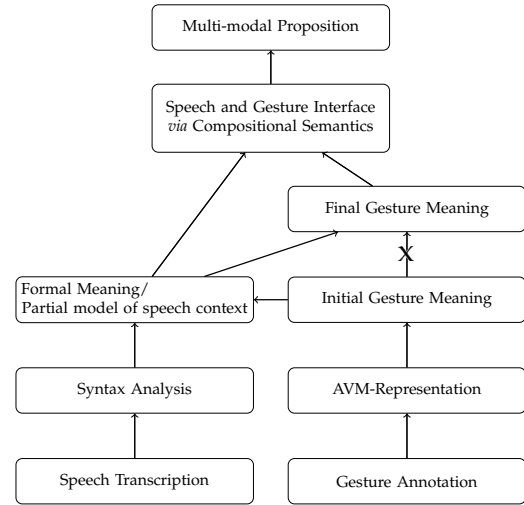 Multi-modal Proposition
Speech and Gesture Interface
via Compositional Semantics
Final Gesture Meaning
X
Formal Meaning/
Partial model of speech context
Initial Gesture Meaning
Syntax Analysis
AVM-Representation
Speech Transcription
Gesture Annotation